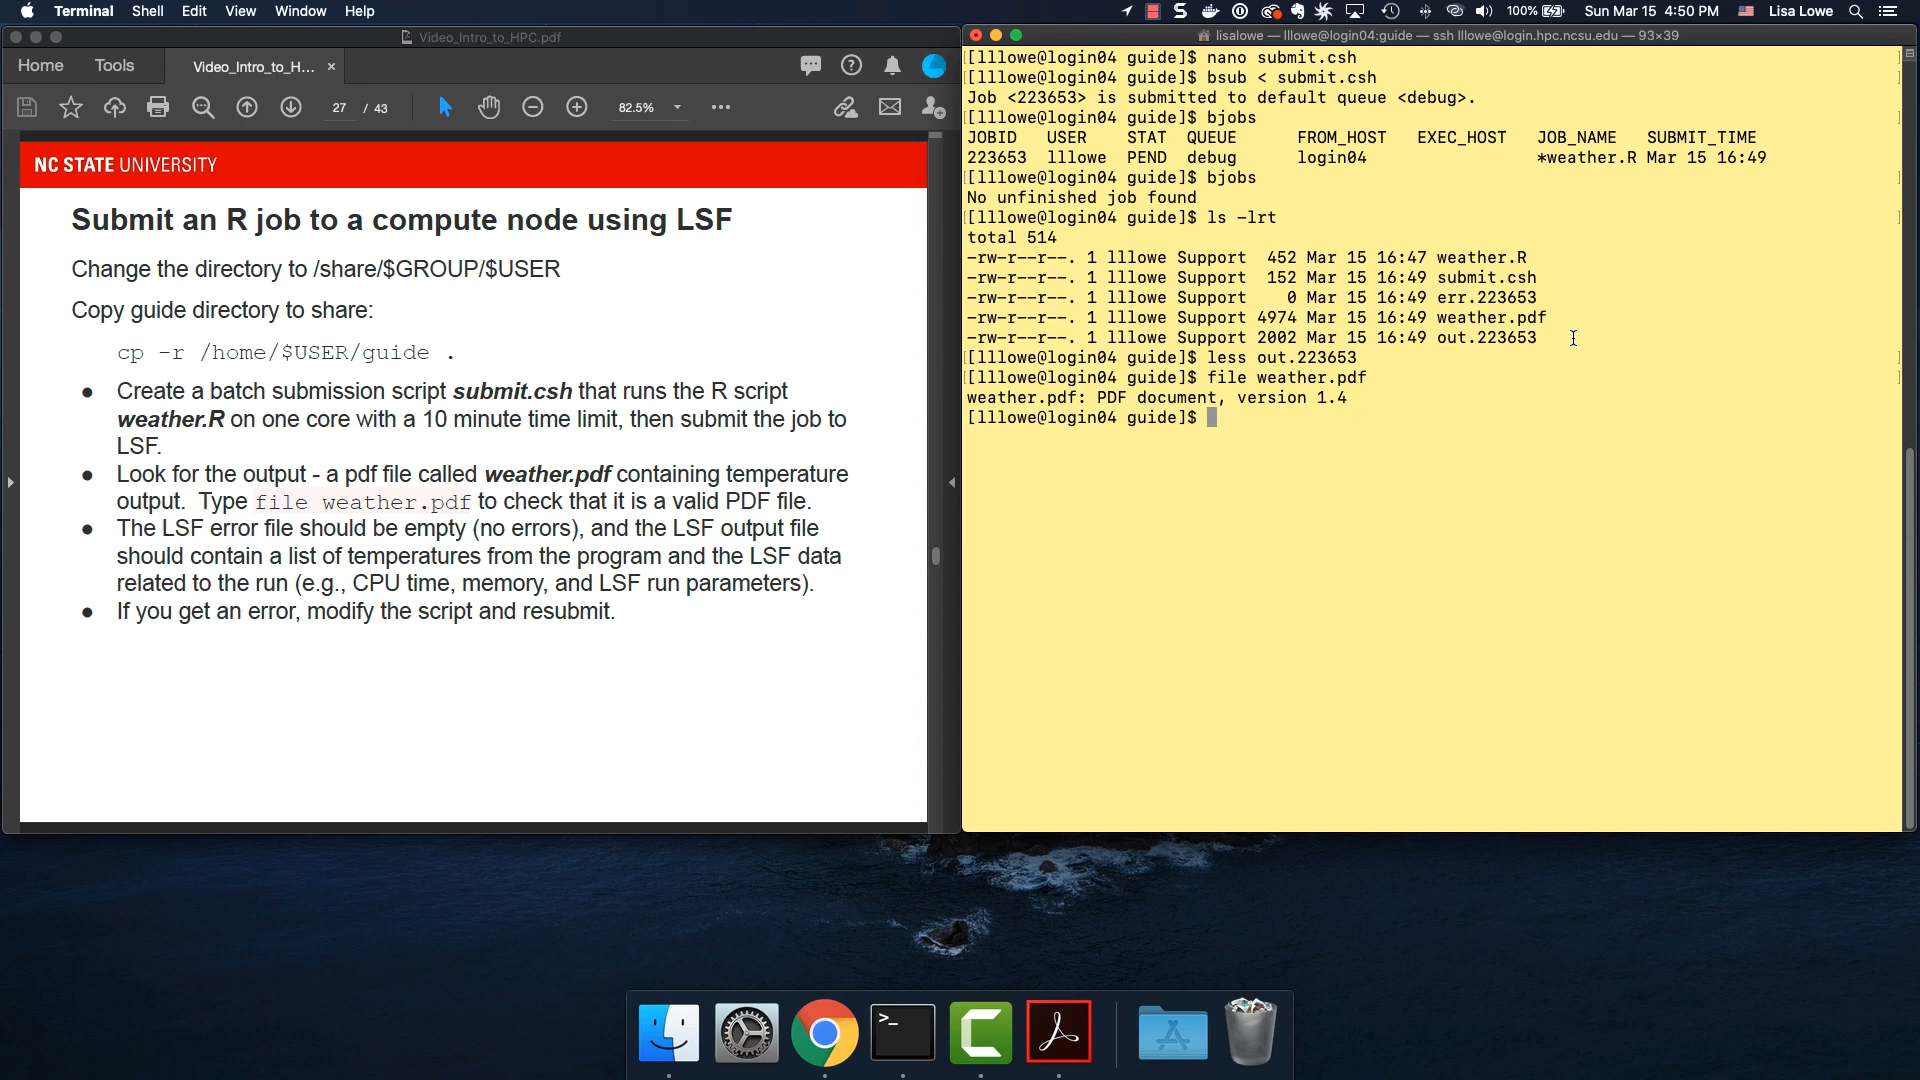 Terminal Shell Edit View Window Help
100% Sun Mar 15 4:50 PM Lisa Lowe
Video_Intro_to_HPC.pdf
Home Tools Video_Intro_to_H... ×
27 / 43 82.5%
NC STATE UNIVERSITY
Submit an R job to a compute node using LSF
Change the directory to /share/$GROUP/$USER
Copy guide directory to share:
cp -r /home/$USER/guide .
● Create a batch submission script submit.csh that runs the R script
weather.R on one core with a 10 minute time limit, then submit the job to
LSF.
● Look for the output - a pdf file called weather.pdf containing temperature
output. Type file weather.pdf to check that it is a valid PDF file.
● The LSF error file should be empty (no errors), and the LSF output file
should contain a list of temperatures from the program and the LSF data
related to the run (e.g., CPU time, memory, and LSF run parameters).
● If you get an error, modify the script and resubmit.
lisalowe — lllowe@login04:guide — ssh lllowe@login.hpc.ncsu.edu — 93×39
[[lllowe@login04 guide]$ nano submit.csh ]
[[lllowe@login04 guide]$ bsub < submit.csh ]
Job <223653> is submitted to default queue <debug>.
[[lllowe@login04 guide]$ bjobs ]
JOBID USER STAT QUEUE FROM_HOST EXEC_HOST JOB_NAME SUBMIT_TIME
223653 lllowe PEND debug login04 *weather.R Mar 15 16:49
[[lllowe@login04 guide]$ bjobs ]
No unfinished job found
[[lllowe@login04 guide]$ ls -lrt ]
total 514
-rw-r--r--. 1 lllowe Support 452 Mar 15 16:47 weather.R
-rw-r--r--. 1 lllowe Support 152 Mar 15 16:49 submit.csh
-rw-r--r--. 1 lllowe Support 0 Mar 15 16:49 err.223653
-rw-r--r--. 1 lllowe Support 4974 Mar 15 16:49 weather.pdf
-rw-r--r--. 1 lllowe Support 2002 Mar 15 16:49 out.223653
[[lllowe@login04 guide]$ less out.223653 ]
[[lllowe@login04 guide]$ file weather.pdf ]
weather.pdf: PDF document, version 1.4
[lllowe@login04 guide]$
>_